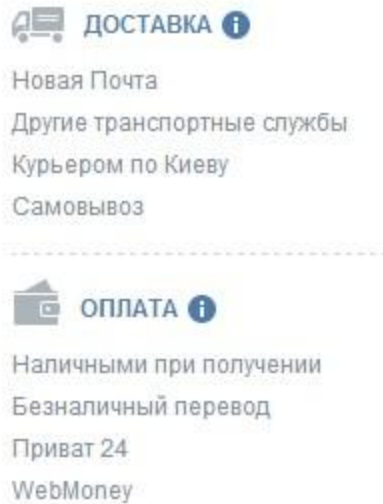 ДОСТАВКА i
Новая Почта
Другие транспортные службы
Курьером по Киеву
Самовывоз
ОПЛАТА i
Наличными при получении
Безналичный перевод
Приват 24
WebMoney